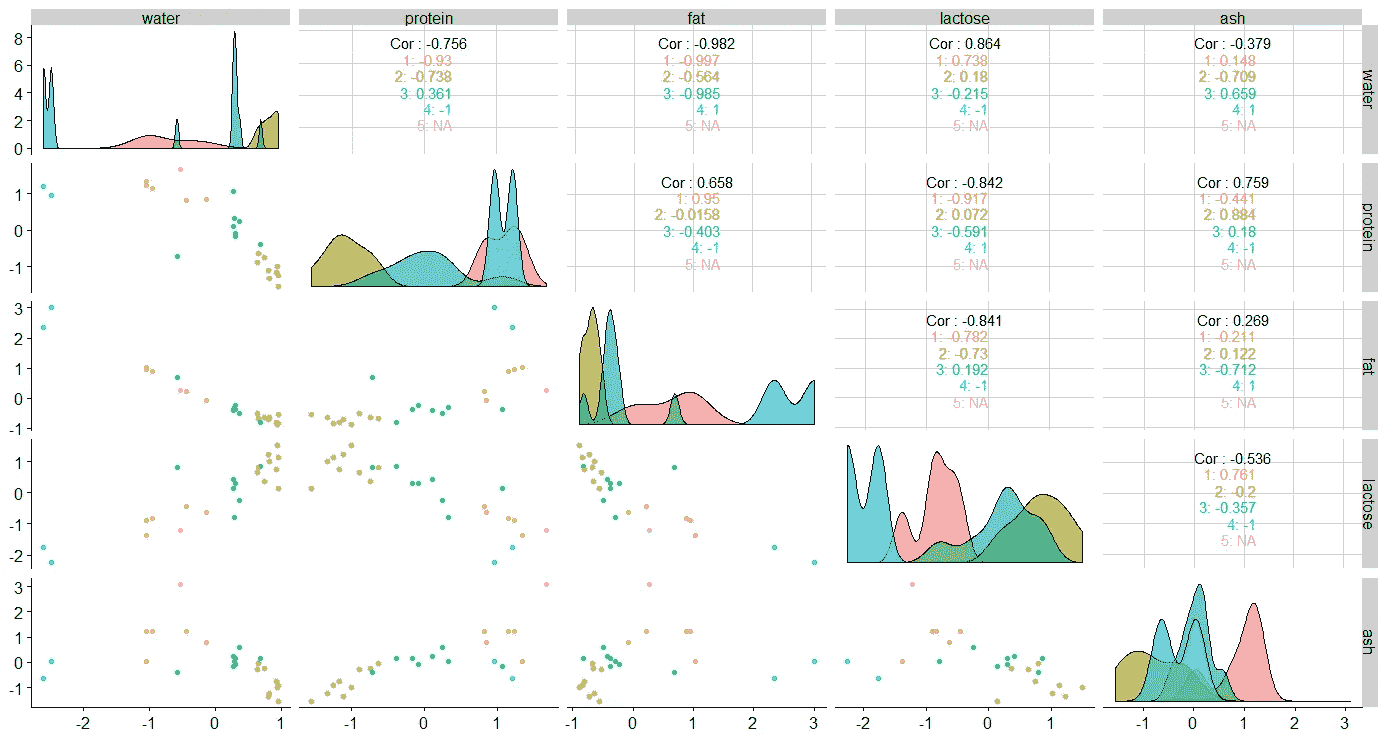 water protein fat lactose ash
8
6
4
2
0
Cor : -0.756
1: -0.93
2: -0.738
3: 0.361
4: -1
5: NA
Cor : -0.982
1: -0.997
2: -0.564
3: -0.985
4: 1
5: NA
Cor : 0.864
1: 0.738
2: 0.18
3: -0.215
4: -1
5: NA
Cor : -0.379
1: 0.148
2: -0.709
3: 0.659
4: 1
5: NA
water
1
0
-1
Cor : 0.658
1: 0.95
2: -0.0158
3: -0.403
4: -1
5: NA
Cor : -0.842
1: -0.917
2: 0.072
3: -0.591
4: 1
5: NA
Cor : 0.759
1: -0.441
2: 0.884
3: 0.18
4: -1
5: NA
protein
3
2
1
0
-1
Cor : -0.841
1: -0.782
2: -0.73
3: 0.192
4: -1
5: NA
Cor : 0.269
1: -0.211
2: 0.122
3: -0.712
4: 1
5: NA
fat
1
0
-1
-2
Cor : -0.536
1: 0.761
2: -0.2
3: -0.357
4: -1
5: NA
lactose
3
2
1
0
-1
ash
-2 -1 0 1 -1 0 1 -1 0 1 2 3 -2 -1 0 1 -1 0 1 2 3